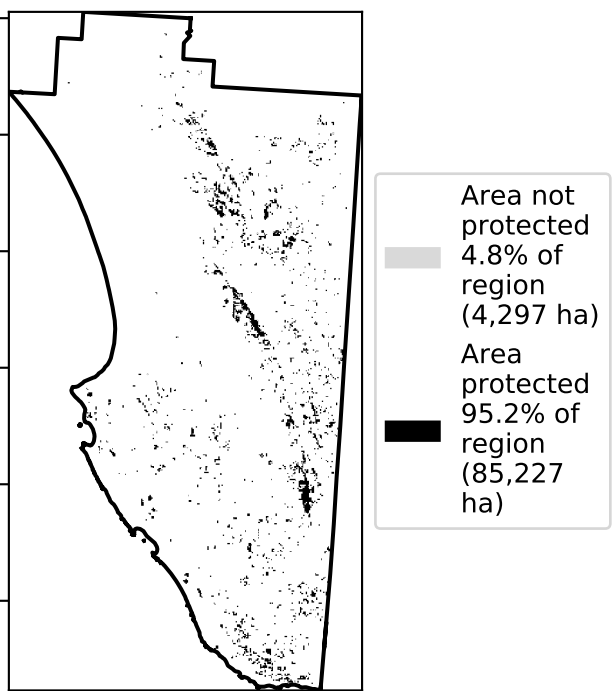 Area not
protected
4.8% of
region
(4,297 ha)
Area
protected
95.2% of
region
(85,227
ha)